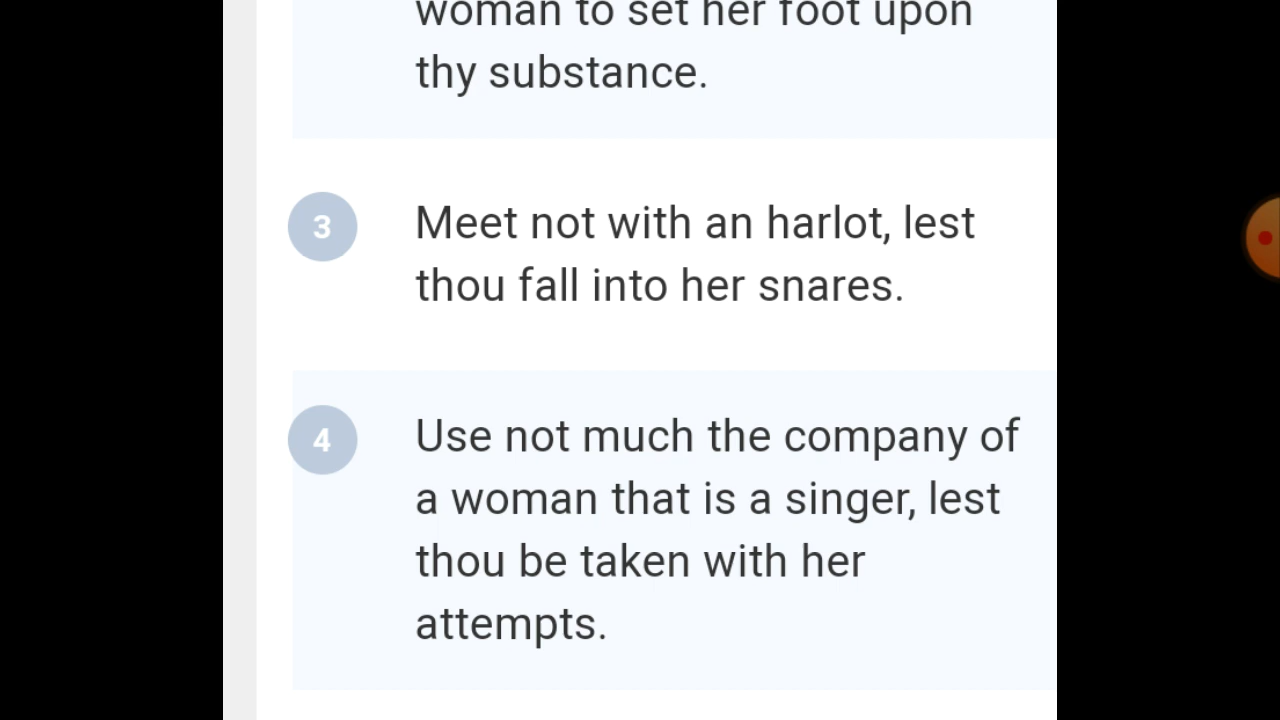 woman to set her foot upon
thy substance.
3
Meet not with an harlot, lest
thou fall into her snares.
4
Use not much the company of
a woman that is a singer, lest
thou be taken with her
attempts.